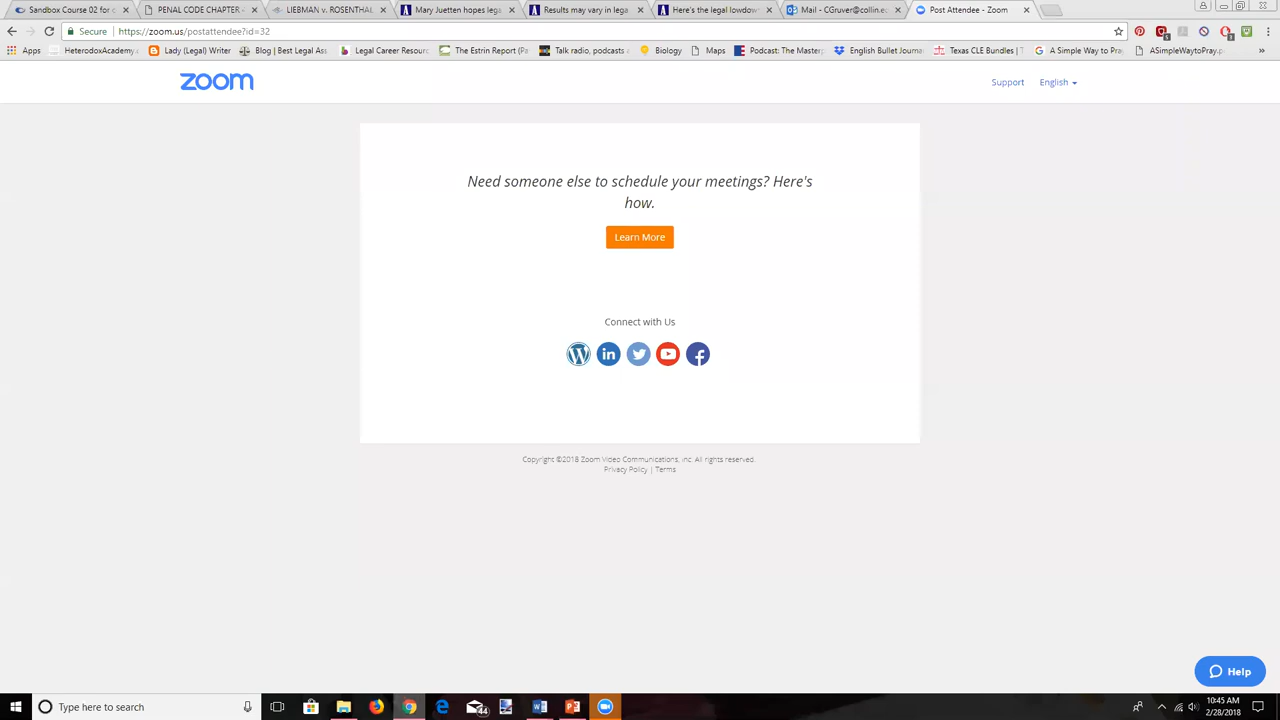 Sandbox Course 02 for c
PENAL CODE CHAPTER
LIEBMAN v. ROSENTHAL
Mary Juetten hopes lega
Results may vary in lega
Here's the legal lowdown
Mail - CGruver@collin.ec
Post Attendee - Zoom
Secure
https://zoom.us/postattendee?id=32
Apps
HeterodoxAcademy
Lady (Legal) Writer
Blog | Best Legal Ass
Legal Career Resourc
The Estrin Report (Pa
Talk radio, podcasts
Biology
Maps
Podcast: The Master
English Bullet Journa
Texas CLE Bundles | T
A Simple Way to Pray
ASimpleWaytoPray.p
zoom
Support
English
Need someone else to schedule your meetings? Here's
how.
Learn More
Connect with Us
Copyright ©2018 Zoom Video Communications, Inc. All rights reserved.
Privacy Policy | Terms
Help
Type here to search
44
10:45 AM
2/28/2018